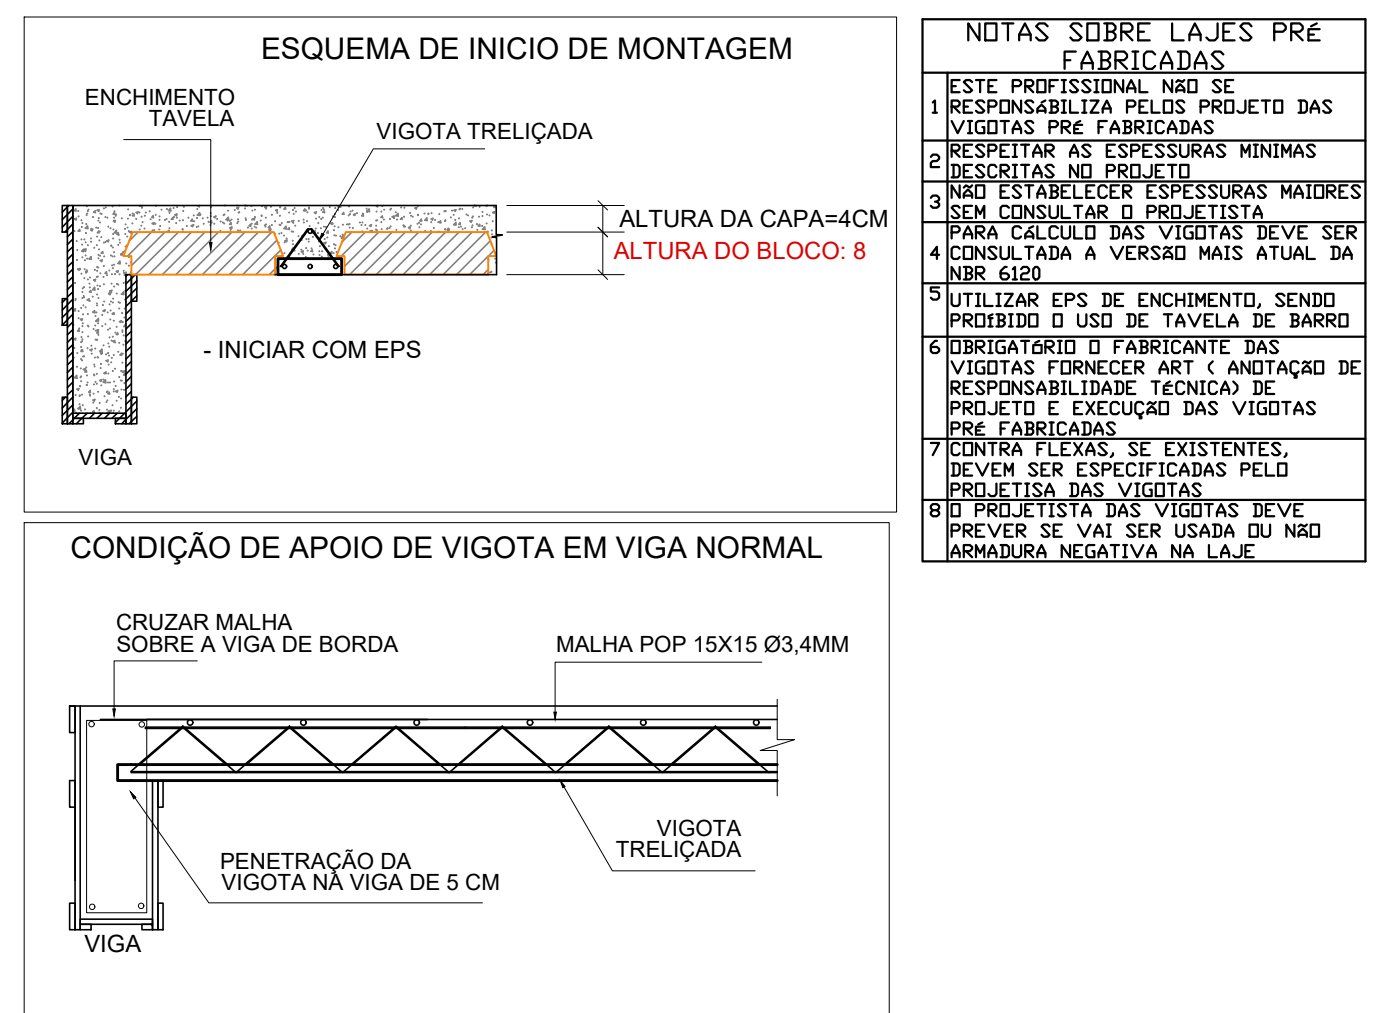 ESQUEMA DE INICIO DE MONTAGEM
ENCHIMENTO
TAVELA
VIGOTA TRELIÇADA
ALTURA DA CAPA=4CM
ALTURA DO BLOCO: 8
- INICIAR COM EPS
VIGA
CONDIÇÃO DE APOIO DE VIGOTA EM VIGA NORMAL
CRUZAR MALHA
SOBRE A VIGA DE BORDA
MALHA POP 15X15 Ø3,4MM
VIGOTA
TRELIÇADA
PENETRAÇÃO DA
VIGOTA NA VIGA DE 5 CM
VIGA
NOTAS SOBRE LAJES PRÉ
FABRICADAS
ESTE PROFISSIONAL NÃO SE
1 RESPONSÁBILIZA PELOS PROJETO DAS
VIGOTAS PRÉ FABRICADAS
2 RESPEITAR AS ESPESSURAS MINIMAS
DESCRITAS NO PROJETO
3 NÃO ESTABELECER ESPESSURAS MAIORES
SEM CONSULTAR O PROJETISTA
PARA CÁLCULO DAS VIGOTAS DEVE SER
4 CONSULTADA A VERSÃO MAIS ATUAL DA
NBR 6120
5 UTILIZAR EPS DE ENCHIMENTO, SENDO
PROÍBIDO O USO DE TAVELA DE BARRO
6 OBRIGATÓRIO O FABRICANTE DAS
VIGOTAS FORNECER ART ( ANOTAÇÃO DE
RESPONSABILIDADE TÉCNICA) DE
PROJETO E EXECUÇÃO DAS VIGOTAS
PRÉ FABRICADAS
7 CONTRA FLEXAS, SE EXISTENTES,
DEVEM SER ESPECIFICADAS PELO
PROJETISA DAS VIGOTAS
8 O PROJETISTA DAS VIGOTAS DEVE
PREVER SE VAI SER USADA OU NÃO
ARMADURA NEGATIVA NA LAJE